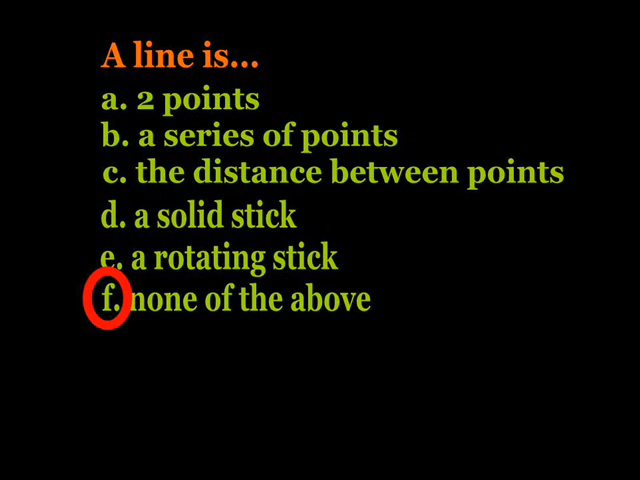 A line is...
a. 2 points
b. a series of points
c. the distance between points
d. a solid stick
e. a rotating stick
f. none of the above